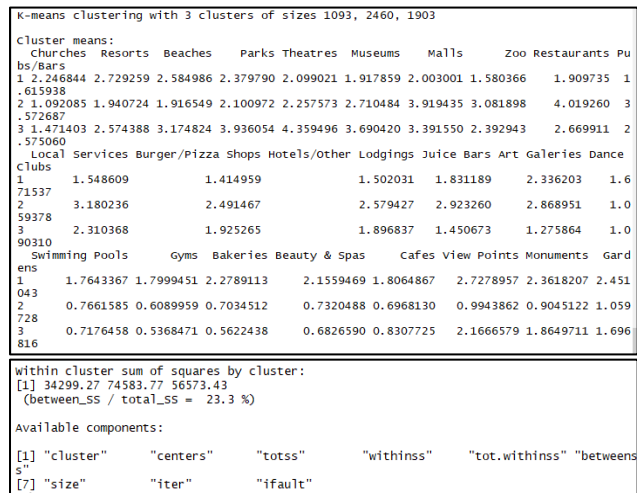 K-means clustering with 3 clusters of sizes 1093, 2460, 1903
Cluster means:
Churches Resorts Beaches Parks Theatres Museums Malls Zoo Restaurants Pu
bs/Bars
1 2.246844 2.729259 2.584986 2.379790 2.099021 1.917859 2.003001 1.580366 1.909735 1
.615938
2 1.092085 1.940724 1.916549 2.100972 2.257573 2.710484 3.919435 3.081898 4.019260 3
.572687
3 1.471403 2.574388 3.174824 3.936054 4.359496 3.690420 3.391550 2.392943 2.669911 2
.575060
Local Services Burger/Pizza Shops Hotels/Other Lodgings Juice Bars Art Galeries Dance
Clubs
1 1.548609 1.414959 1.502031 1.831189 2.336203 1.6
71537
2 3.180236 2.491467 2.579427 2.923260 2.868951 1.0
59378
3 2.310368 1.925265 1.896837 1.450673 1.275864 1.0
90310
Swimming Pools Gyms Bakeries Beauty & Spas Cafes View Points Monuments Gard
ens
1 1.7643367 1.7999451 2.2789113 2.1559469 1.8064867 2.7278957 2.3618207 2.451
043
2 0.7661585 0.6089959 0.7034512 0.7320488 0.6968130 0.9943862 0.9045122 1.059
728
3 0.7176458 0.5368471 0.5622438 0.6826590 0.8307725 2.1666579 1.8649711 1.696
816
Within cluster sum of squares by cluster:
[1] 34299.27 74583.77 56573.43
(between_SS / total_SS = 23.3 %)
Available components:
[1] "cluster" "centers" "totss" "withinss" "tot.withinss" "betweens
s"
[7] "size" "iter" "ifault"